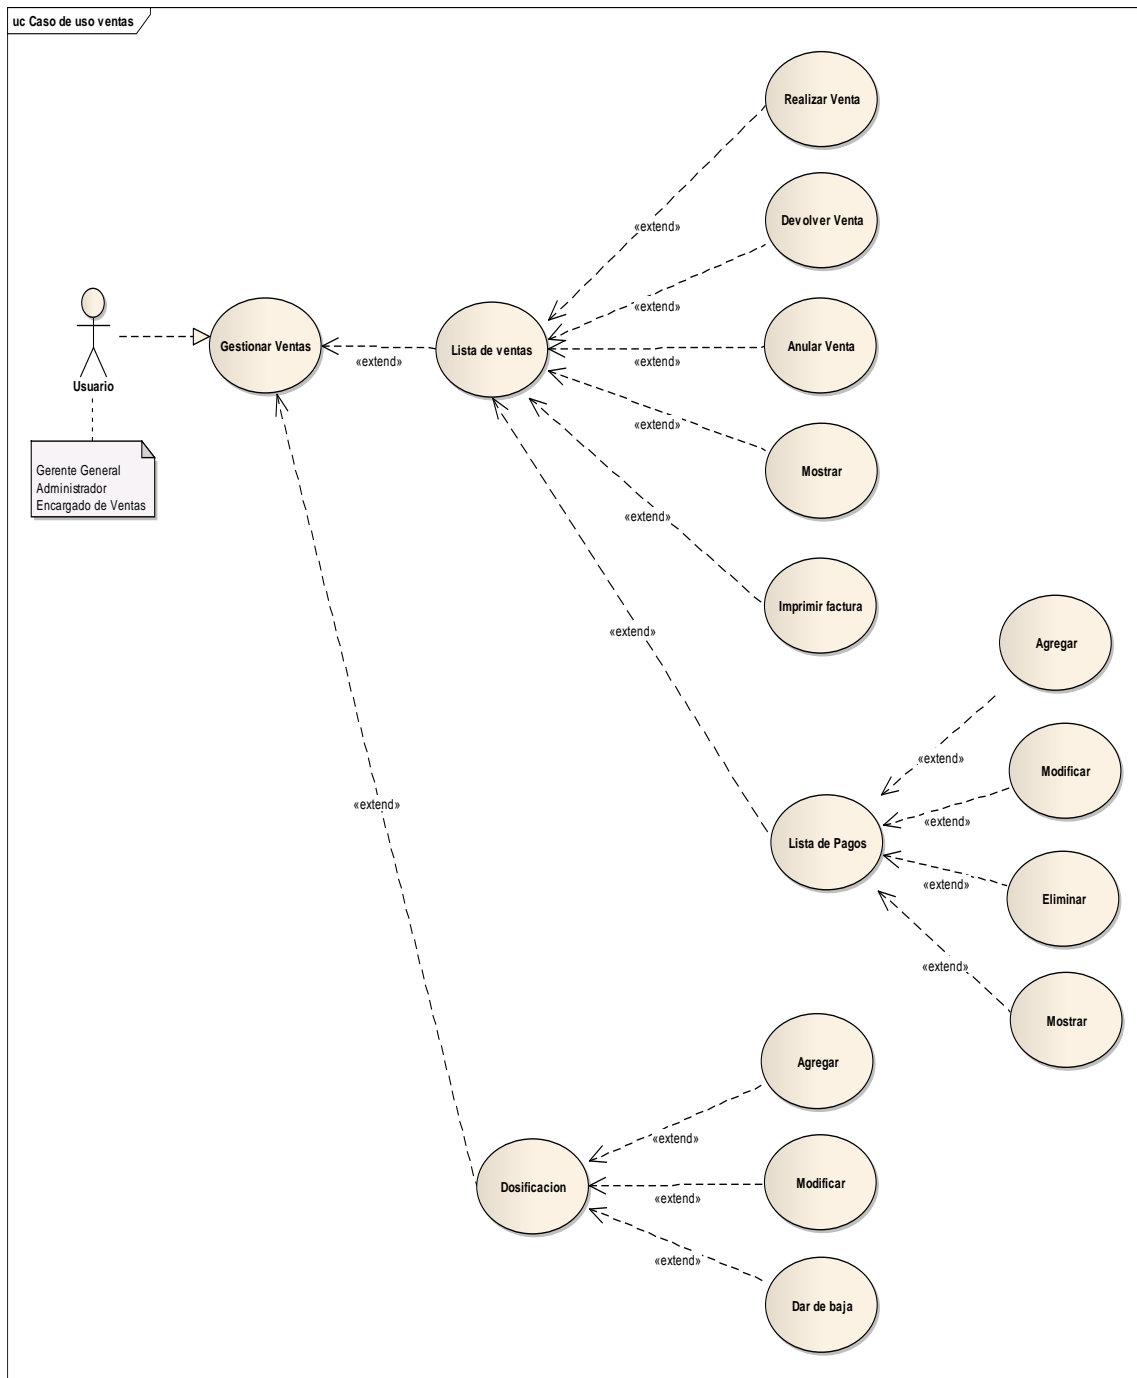 uc Caso de uso ventas
Realizar Venta
«extend»
Devolver Venta
«extend»
Usuario
Gestionar Ventas
«extend»
Lista de ventas
Anular Venta
«extend»
«extend»
Mostrar
Gerente General
Administrador
Encargado de Ventas
«extend»
Imprimir factura
«extend»
Agregar
«extend»
Modificar
«extend»
«extend»
Lista de Pagos
«extend»
Eliminar
«extend»
Mostrar
Agregar
«extend»
Dosificacion
Modificar
«extend»
«extend»
Dar de baja